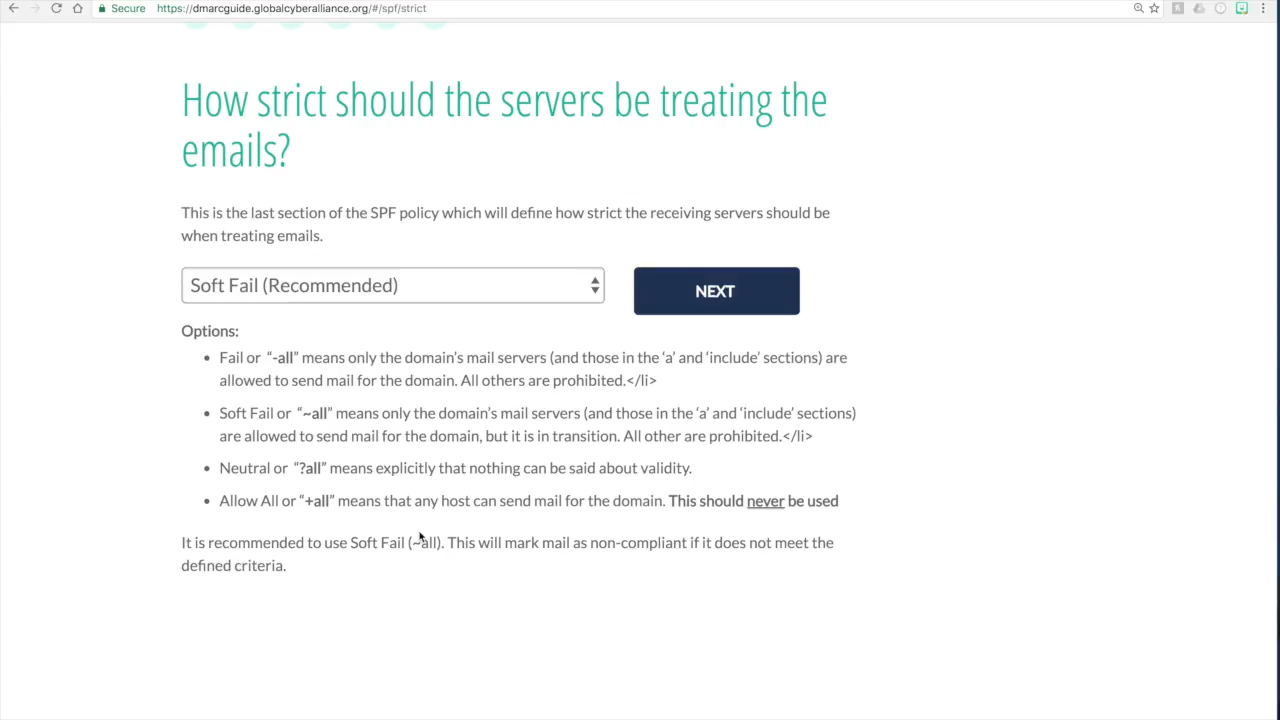 Secure https://dmarcguide.globalcyberalliance.org/#/spf/strict
How strict should the servers be treating the
emails?
This is the last section of the SPF policy which will define how strict the receiving servers should be
when treating emails.
Soft Fail (Recommended)
NEXT
Options:
• Fail or “-all” means only the domain’s mail servers (and those in the ‘a’ and ‘include’ sections) are
allowed to send mail for the domain. All others are prohibited.</li>
• Soft Fail or “~all” means only the domain’s mail servers (and those in the ‘a’ and ‘include’ sections)
are allowed to send mail for the domain, but it is in transition. All other are prohibited.</li>
• Neutral or “?all” means explicitly that nothing can be said about validity.
• Allow All or “+all” means that any host can send mail for the domain. This should never be used
It is recommended to use Soft Fail (~all). This will mark mail as non-compliant if it does not meet the
defined criteria.